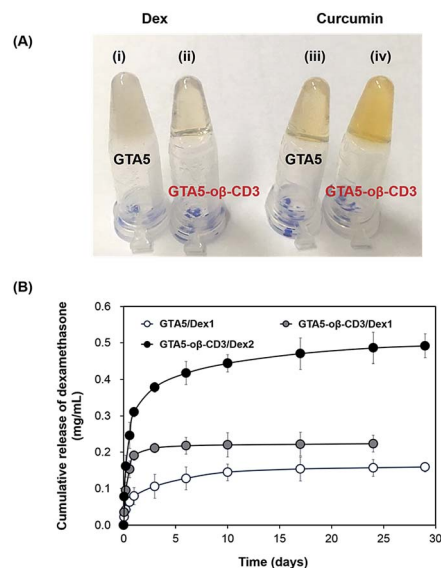 (A)
Dex
Curcumin
(i)
(ii)
(iii)
(iv)
GTA5
GTA5-oβ-CD3
GTA5
GTA5-oβ-CD3
(B)
GTA5/Dex1
GTA5-oβ-CD3/Dex1
GTA5-oβ-CD3/Dex2
Cumulative release of dexamethasone
(mg/mL)
0.6
0.5
0.4
0.3
0.2
0.1
0.0
0
5
10
15
20
25
30
Time (days)